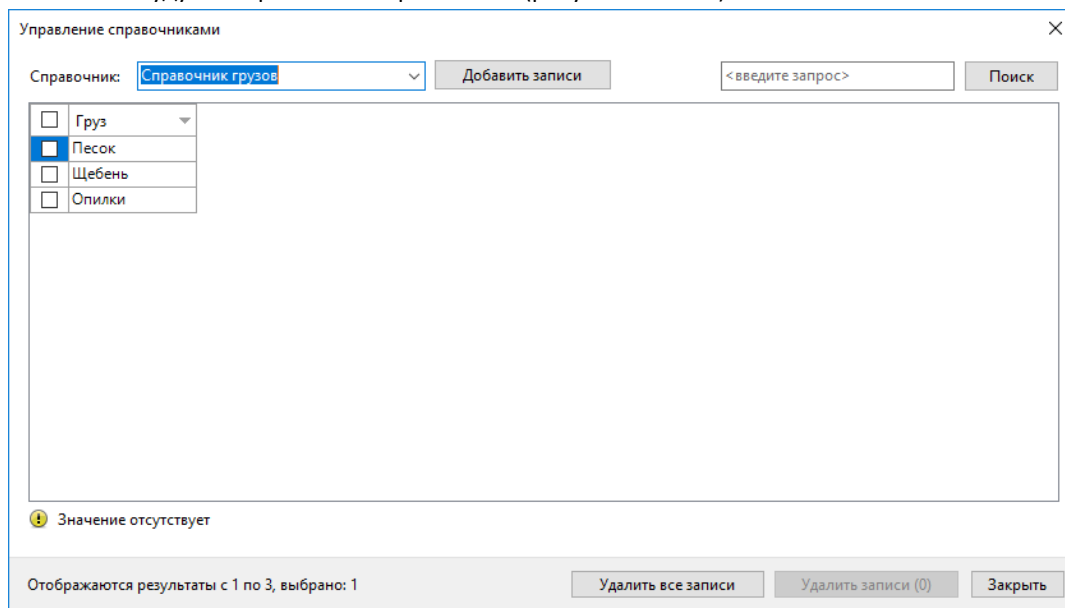 Управление справочниками
Справочник: Справочник грузов Добавить записи <введите запрос> Поиск
Груз
Песок
Щебень
Опилки
Значение отсутствует
Отображаются результаты с 1 по 3, выбрано: 1 Удалить все записи Удалить записи (0) Закрыть